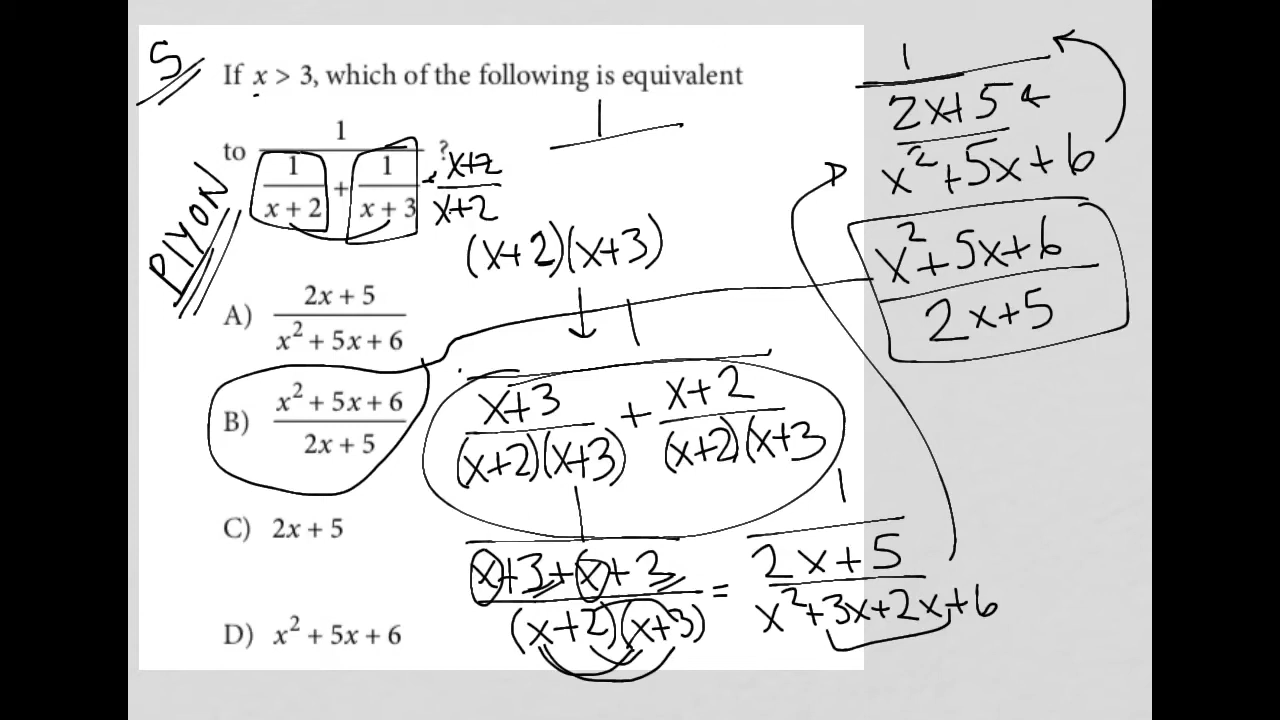 5
If x > 3, which of the following is equivalent
to 1/(1/(x + 2) + 1/(x + 3)) ?
A) (2x + 5)/(x² + 5x + 6)
B) (x² + 5x + 6)/(2x + 5)
C) 2x + 5
D) x² + 5x + 6
PIYON
1
· (x+2)/(x+2)
(x+2)(x+3)
1
(x+3)/((x+2)(x+3)) + (x+2)/((x+2)(x+3
1
(x+3+x+2)/((x+2)(x+3)) =
1
(2x+5)/(x²+3x+2x+6)
1
(2x+5)/(x²+5x+6)
(x²+5x+6)/(2x+5)